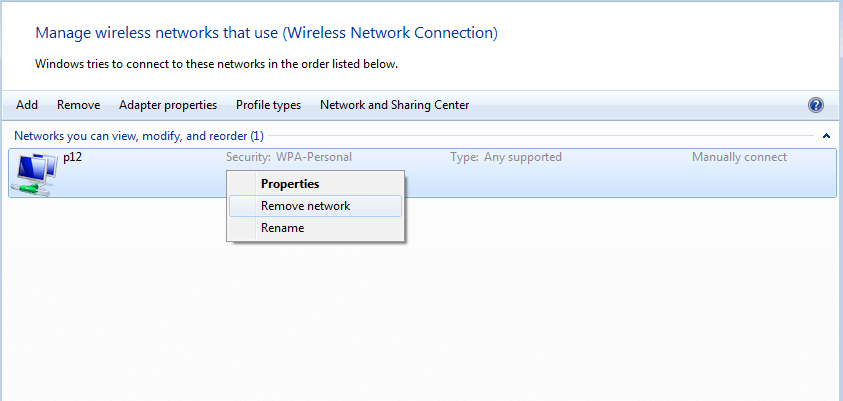 Manage wireless networks that use (Wireless Network Connection)
Windows tries to connect to these networks in the order listed below.
Add Remove Adapter properties Profile types Network and Sharing Center ?
Networks you can view, modify, and reorder (1)
p12 Security: WPA-Personal Type: Any supported Manually connect
Properties
Remove network
Rename